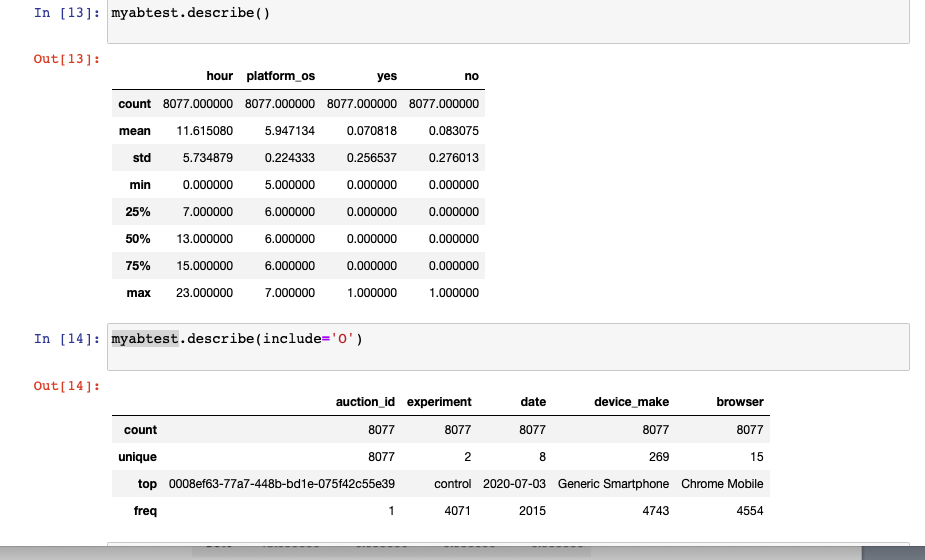 In [13]: myabtest.describe()
Out[13]:
hour platform_os yes no
count 8077.000000 8077.000000 8077.000000 8077.000000
mean 11.615080 5.947134 0.070818 0.083075
std 5.734879 0.224333 0.256537 0.276013
min 0.000000 5.000000 0.000000 0.000000
25% 7.000000 6.000000 0.000000 0.000000
50% 13.000000 6.000000 0.000000 0.000000
75% 15.000000 6.000000 0.000000 0.000000
max 23.000000 7.000000 1.000000 1.000000
In [14]: myabtest.describe(include='O')
Out[14]:
auction_id experiment date device_make browser
count 8077 8077 8077 8077 8077
unique 8077 2 8 269 15
top 0008ef63-77a7-448b-bd1e-075f42c55e39 control 2020-07-03 Generic Smartphone Chrome Mobile
freq 1 4071 2015 4743 4554